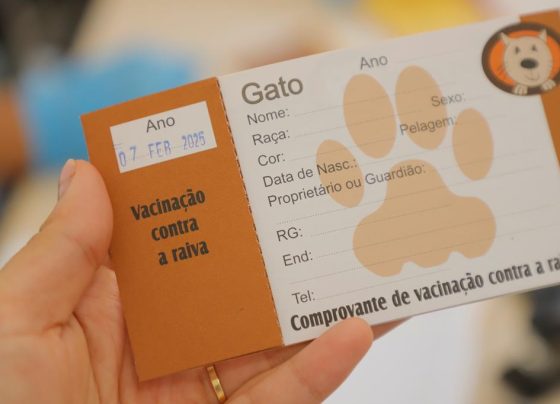 Ano
07 FEB 2025
Vacinação
contra
a raiva
Gato
Ano
Nome:
Sexo:
Raça:
Pelagem:
Cor:
Data de Nasc.:
Proprietário ou Guardião:
RG:
End:
Tel:
Comprovante de vacinação contra a